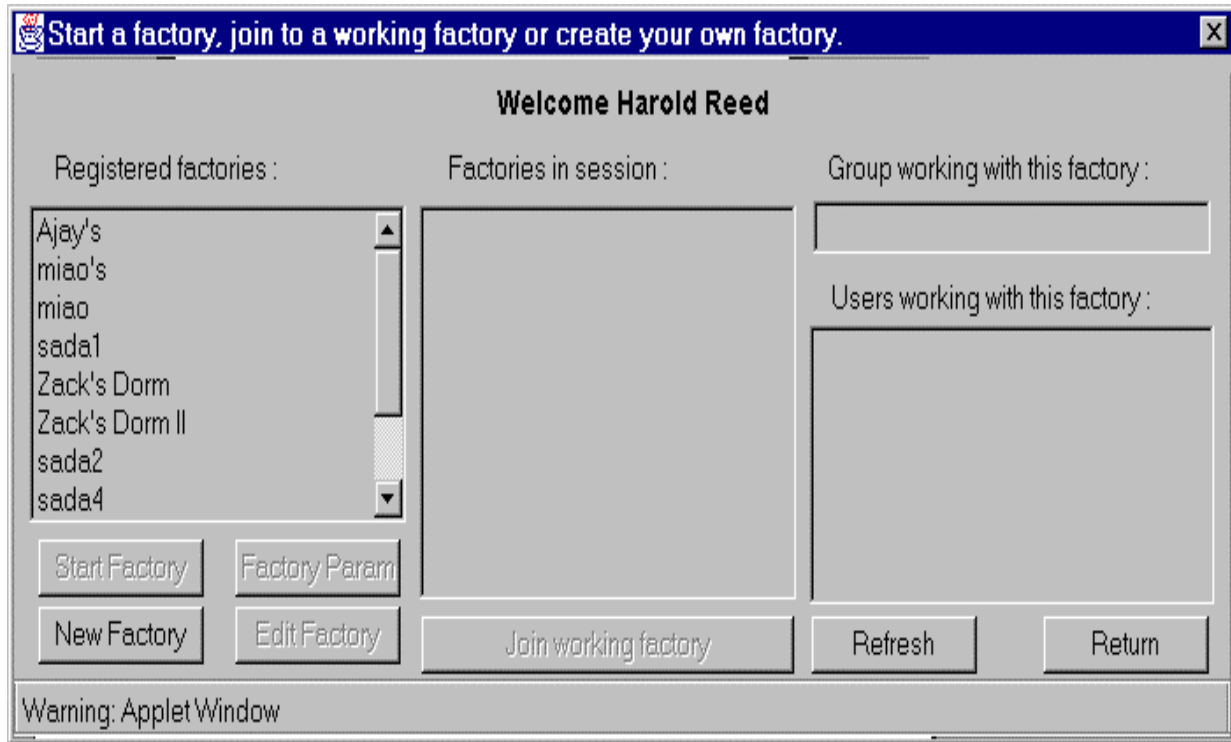 Start a factory, join to a working factory or create your own factory.
Welcome Harold Reed
Registered factories :
Ajay's
miao's
miao
sada1
Zack's Dorm
Zack's Dorm II
sada2
sada4
Start Factory
Factory Param
New Factory
Edit Factory
Factories in session :
Join working factory
Group working with this factory :
Users working with this factory :
Refresh
Return
Warning: Applet Window